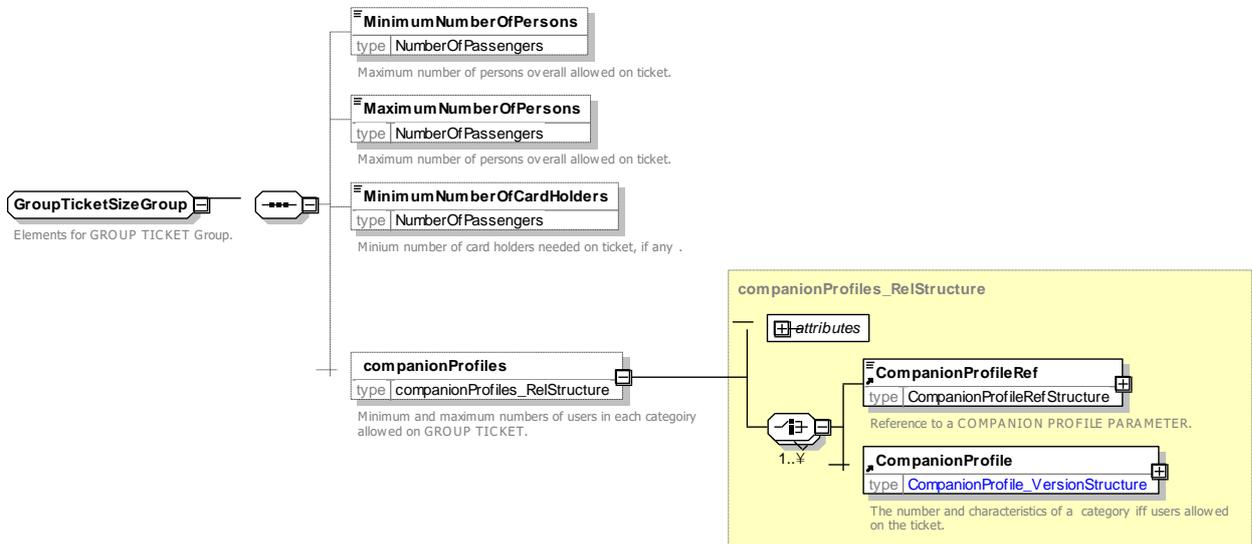 MinimumNumberOfPersons
type NumberOfPassengers
Maximum number of persons overall allowed on ticket.
MaximumNumberOfPersons
type NumberOfPassengers
Maximum number of persons overall allowed on ticket.
GroupTicketSizeGroup
Elements for GROUP TICKET Group.
MinimumNumberOfCardHolders
type NumberOfPassengers
Minium number of card holders needed on ticket, if any .
companionProfiles_RelStructure
attributes
companionProfiles
type companionProfiles_RelStructure
Minimum and maximum numbers of users in each categoiry
allowed on GROUP TICKET.
CompanionProfileRef
type CompanionProfileRefStructure
Reference to a COMPANION PROFILE PARAMETER.
1..¥
CompanionProfile
type CompanionProfile_VersionStructure
The number and characteristics of a category iff users allowed
on the ticket.